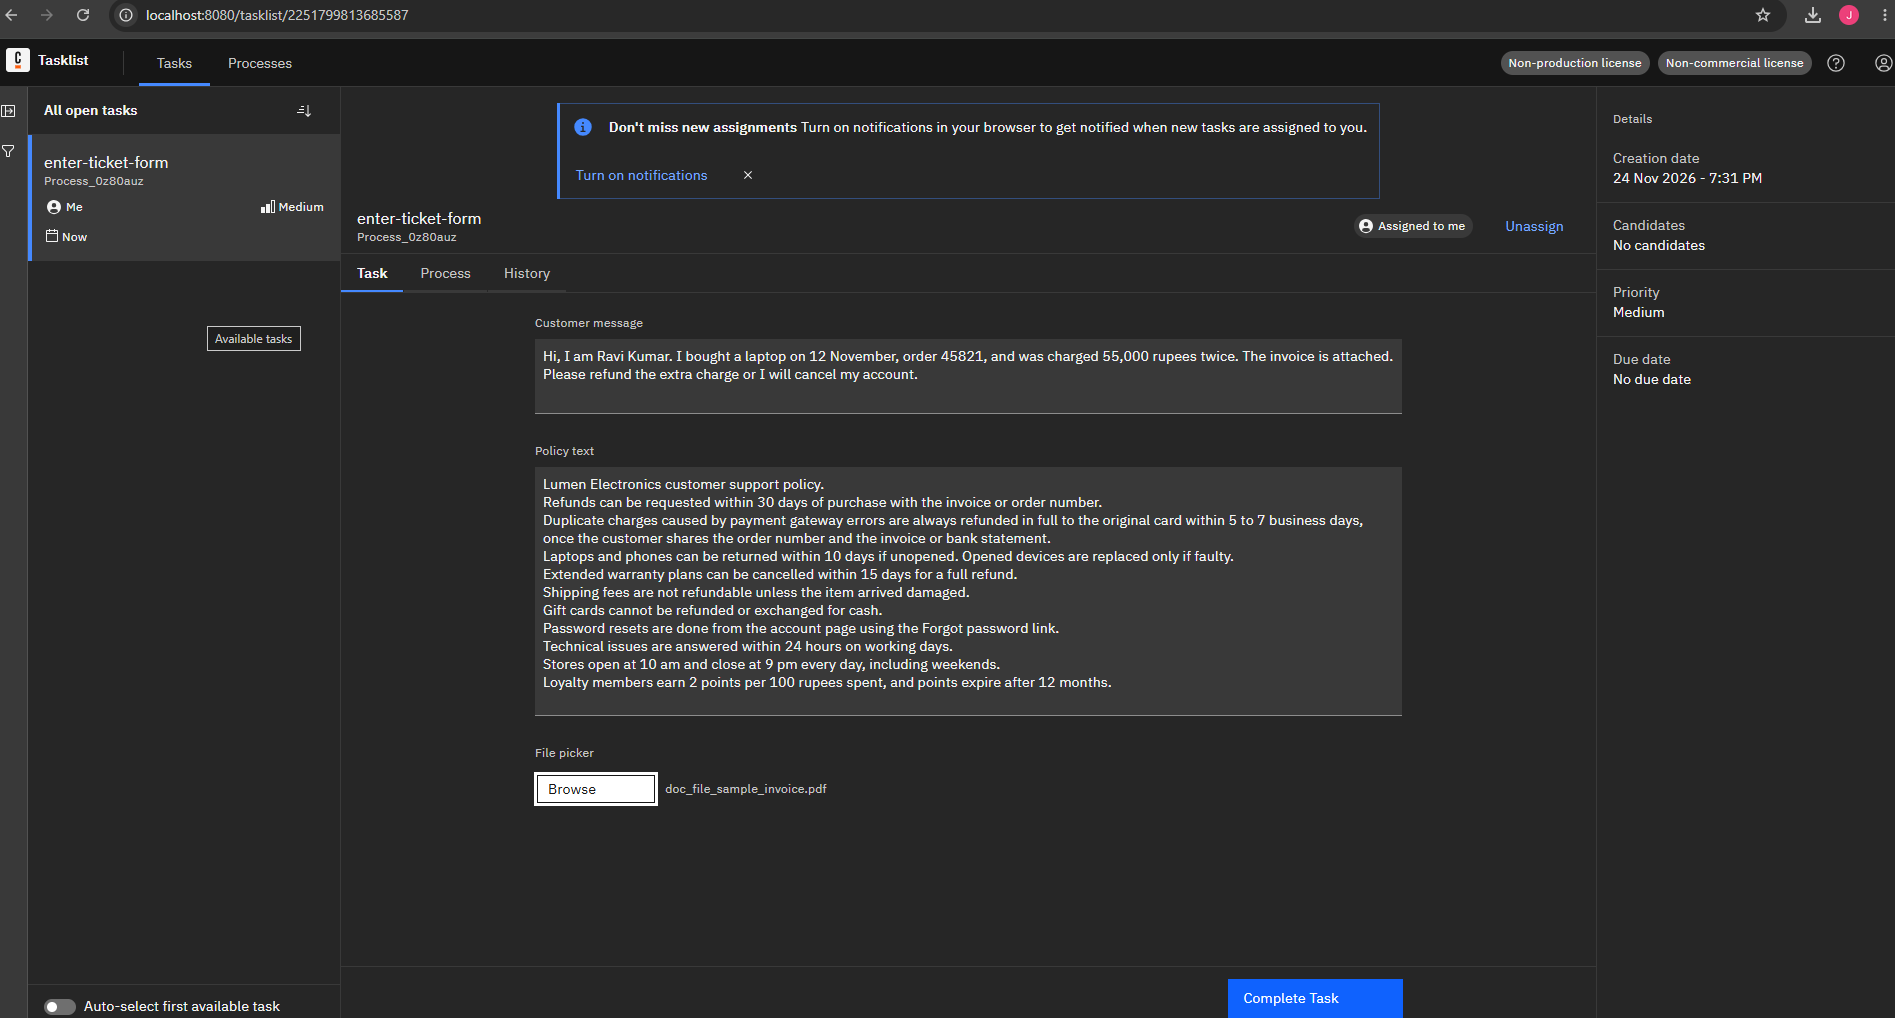 localhost:8080/tasklist/2251799813685587
J
C
Tasklist
Tasks
Processes
Non-production license
Non-commercial license
All open tasks
enter-ticket-form
Process_0z80auz
Me
Medium
Now
Available tasks
Auto-select first available task
Don't miss new assignments Turn on notifications in your browser to get notified when new tasks are assigned to you.
Turn on notifications
enter-ticket-form
Process_0z80auz
Assigned to me
Unassign
Task
Process
History
Customer message
Hi, I am Ravi Kumar. I bought a laptop on 12 November, order 45821, and was charged 55,000 rupees twice. The invoice is attached.
Please refund the extra charge or I will cancel my account.
Policy text
Lumen Electronics customer support policy.
Refunds can be requested within 30 days of purchase with the invoice or order number.
Duplicate charges caused by payment gateway errors are always refunded in full to the original card within 5 to 7 business days,
once the customer shares the order number and the invoice or bank statement.
Laptops and phones can be returned within 10 days if unopened. Opened devices are replaced only if faulty.
Extended warranty plans can be cancelled within 15 days for a full refund.
Shipping fees are not refundable unless the item arrived damaged.
Gift cards cannot be refunded or exchanged for cash.
Password resets are done from the account page using the Forgot password link.
Technical issues are answered within 24 hours on working days.
Stores open at 10 am and close at 9 pm every day, including weekends.
Loyalty members earn 2 points per 100 rupees spent, and points expire after 12 months.
File picker
Browse
doc_file_sample_invoice.pdf
Complete Task
Details
Creation date
24 Nov 2026 - 7:31 PM
Candidates
No candidates
Priority
Medium
Due date
No due date